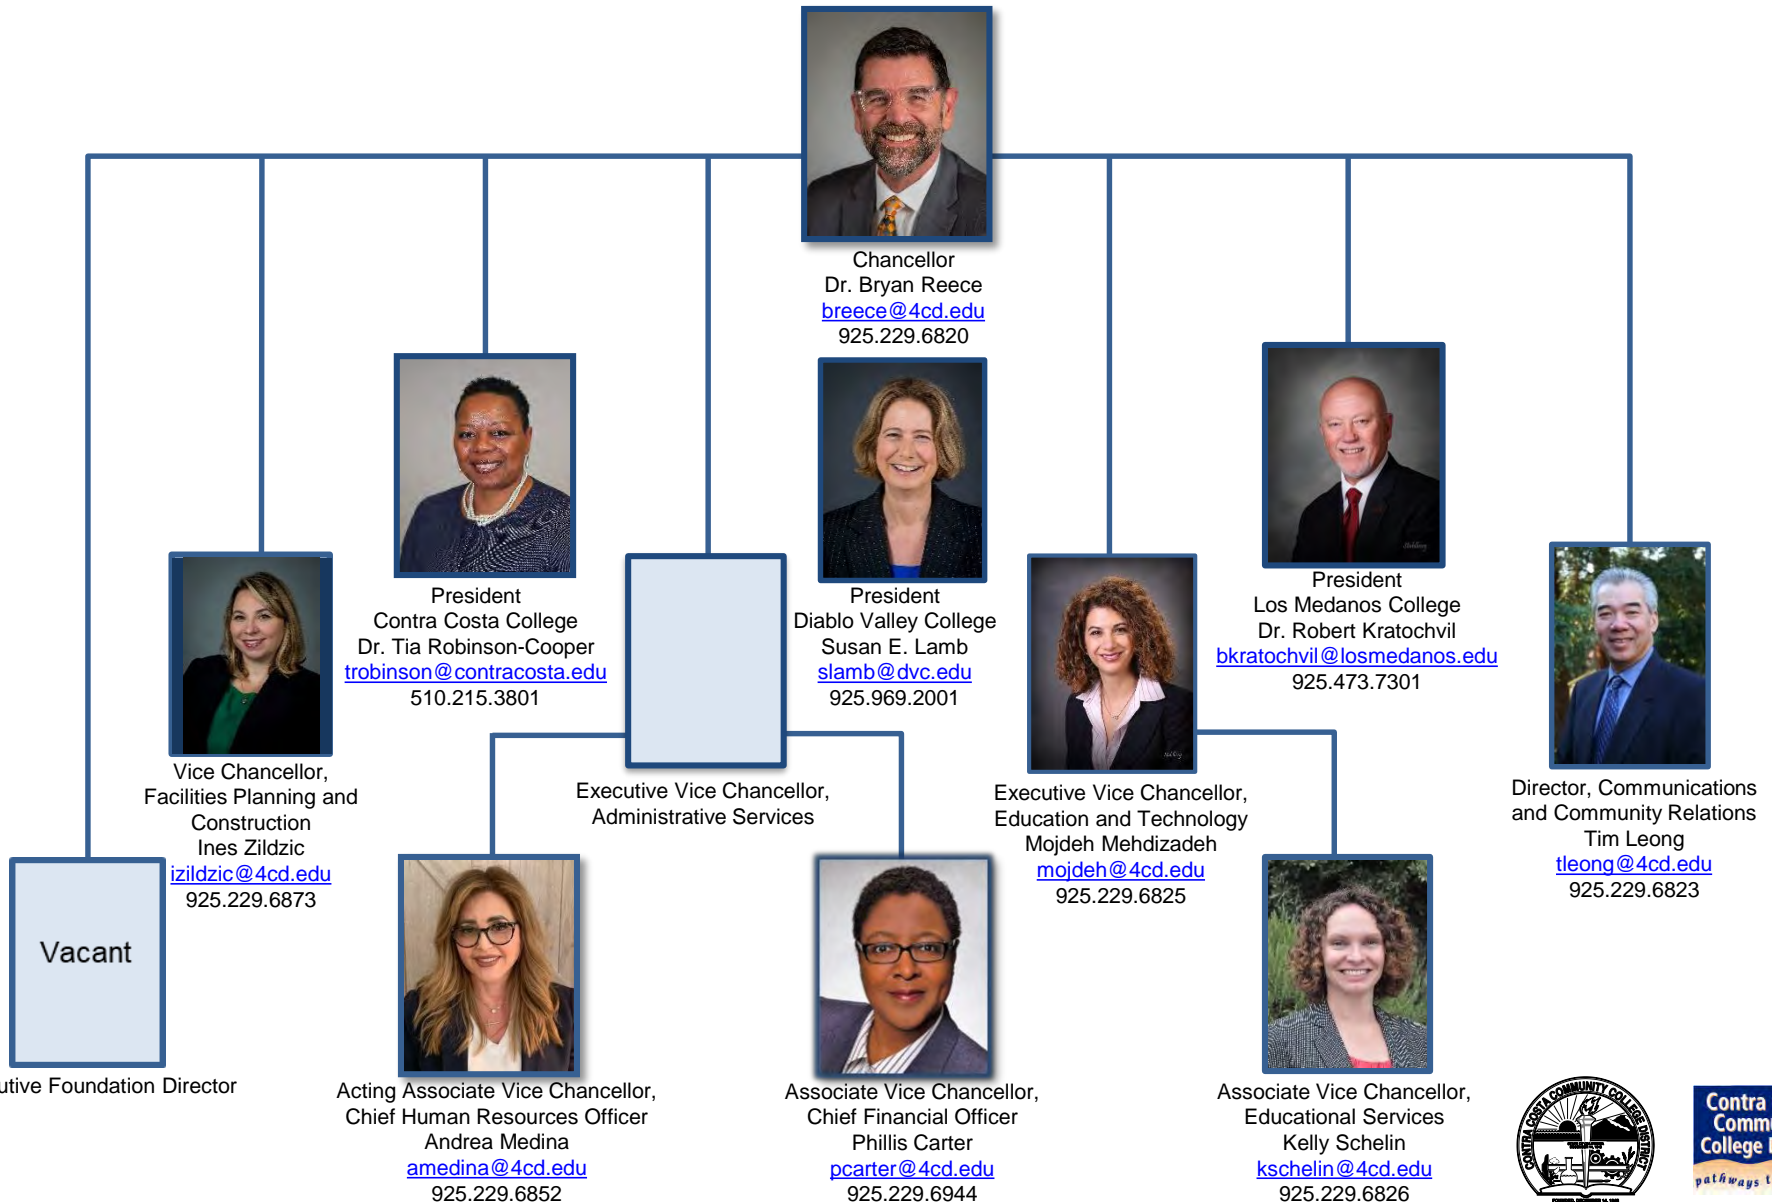 Chancellor
Dr. Bryan Reece
breece@4cd.edu
925.229.6820
President
Contra Costa College
Dr. Tia Robinson-Cooper
trobinson@contracosta.edu
510.215.3801
President
Diablo Valley College
Susan E. Lamb
slamb@dvc.edu
925.969.2001
President
Los Medanos College
Dr. Robert Kratochvil
bkratochvil@losmedanos.edu
925.473.7301
Vice Chancellor,
Facilities Planning and
Construction
Ines Zildzic
izildzic@4cd.edu
925.229.6873
Executive Vice Chancellor,
Administrative Services
Executive Vice Chancellor,
Education and Technology
Mojdeh Mehdizadeh
mojdeh@4cd.edu
925.229.6825
Director, Communications
and Community Relations
Tim Leong
tleong@4cd.edu
925.229.6823
Vacant
utive Foundation Director
Acting Associate Vice Chancellor,
Chief Human Resources Officer
Andrea Medina
amedina@4cd.edu
925.229.6852
Associate Vice Chancellor,
Chief Financial Officer
Phillis Carter
pcarter@4cd.edu
925.229.6944
Associate Vice Chancellor,
Educational Services
Kelly Schelin
kschelin@4cd.edu
925.229.6826
CONTRA COSTA COMMUNITY COLLEGE DISTRICT
Contra
Commu
College
pathways t